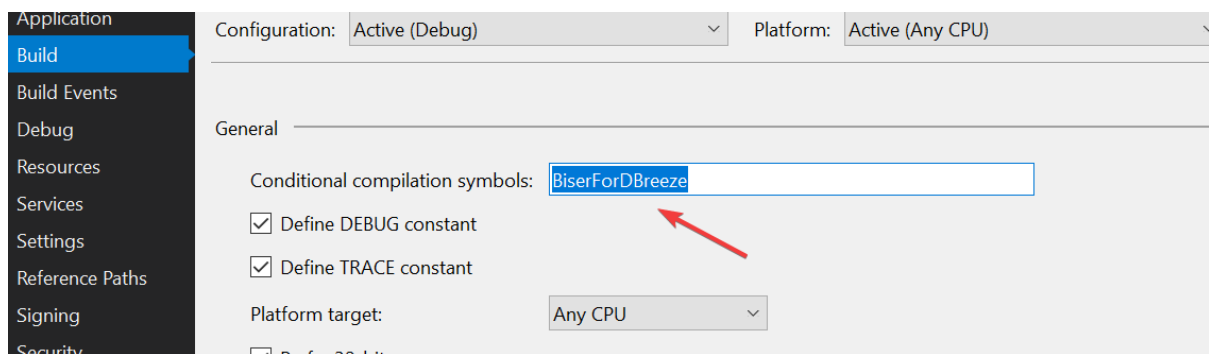 Application
Configuration: Active (Debug) Platform: Active (Any CPU)
Build
Build Events
Debug
General
Resources
Conditional compilation symbols: BiserForDBreeze
Services
Define DEBUG constant
Settings
Define TRACE constant
Reference Paths
Signing
Platform target: Any CPU
Security